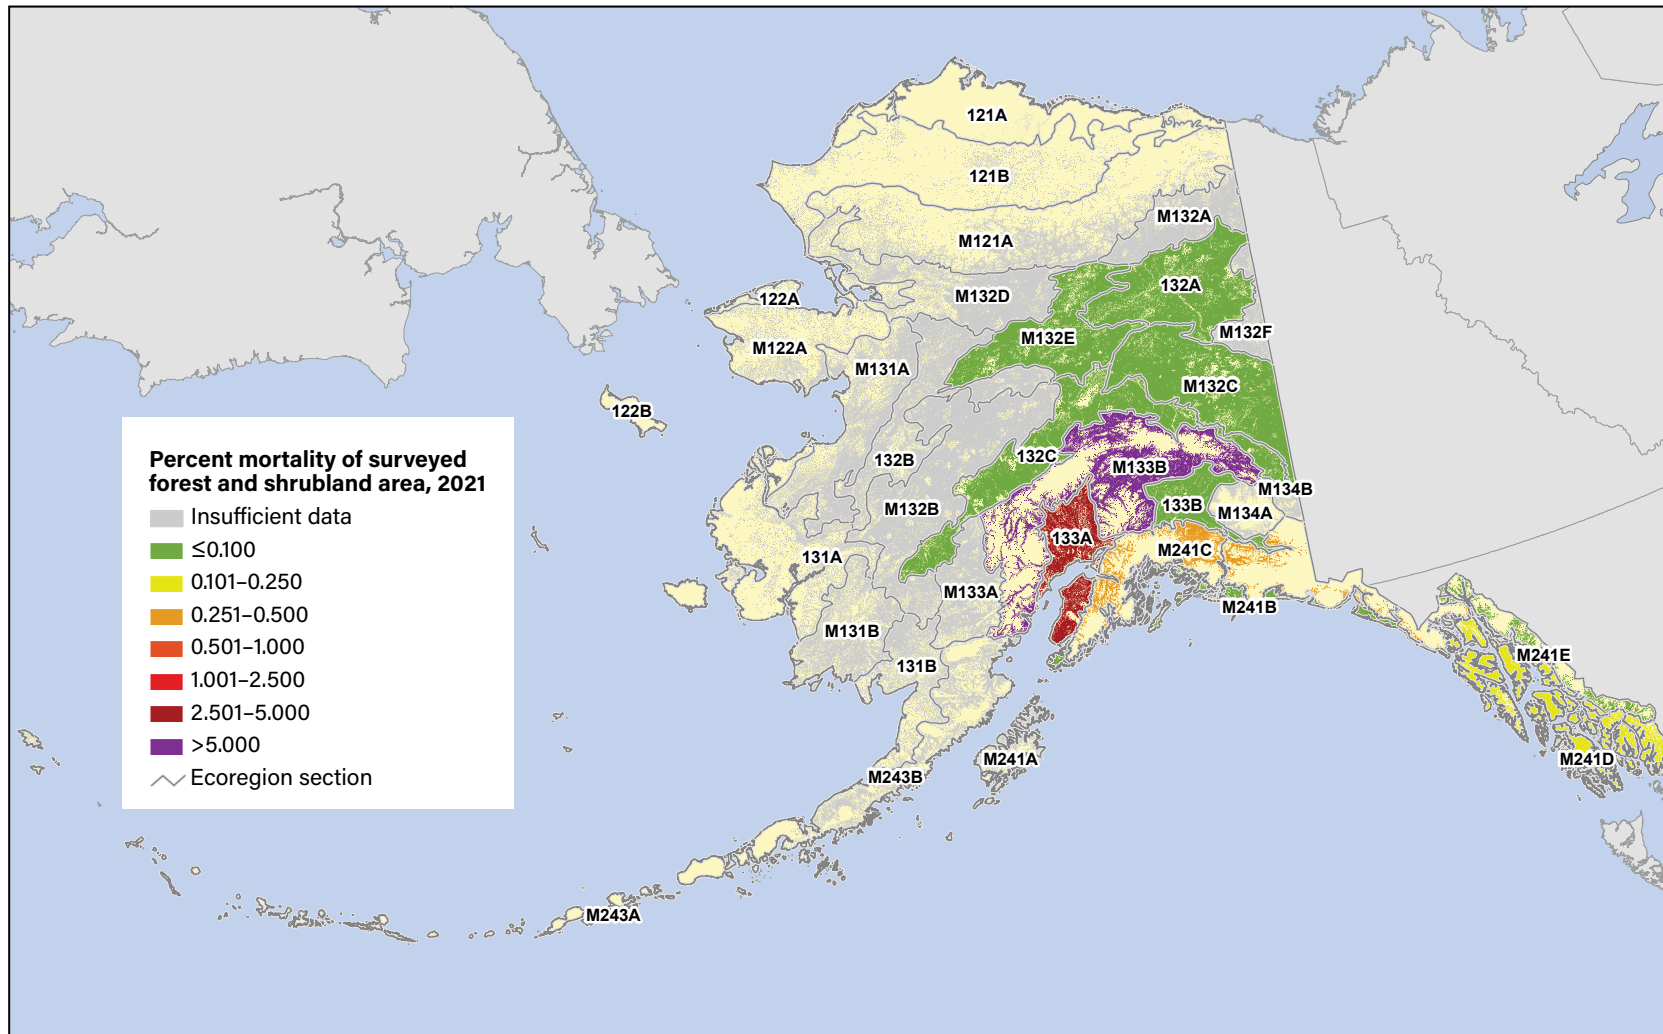 121A
121B
M132A
M121A
132A
M132D
122A
M132F
M132E
M122A
M131A
M132C
122B
132C
132B
M133B
M134B
133B
M132B
M134A
133A
M241C
131A
M133A
M241B
M131B
M241E
131B
M241A
M241D
M243B
M243A
Percent mortality of surveyed
forest and shrubland area, 2021
Insufficient data
≤0.100
0.101–0.250
0.251–0.500
0.501–1.000
1.001–2.500
2.501–5.000
>5.000
Ecoregion section